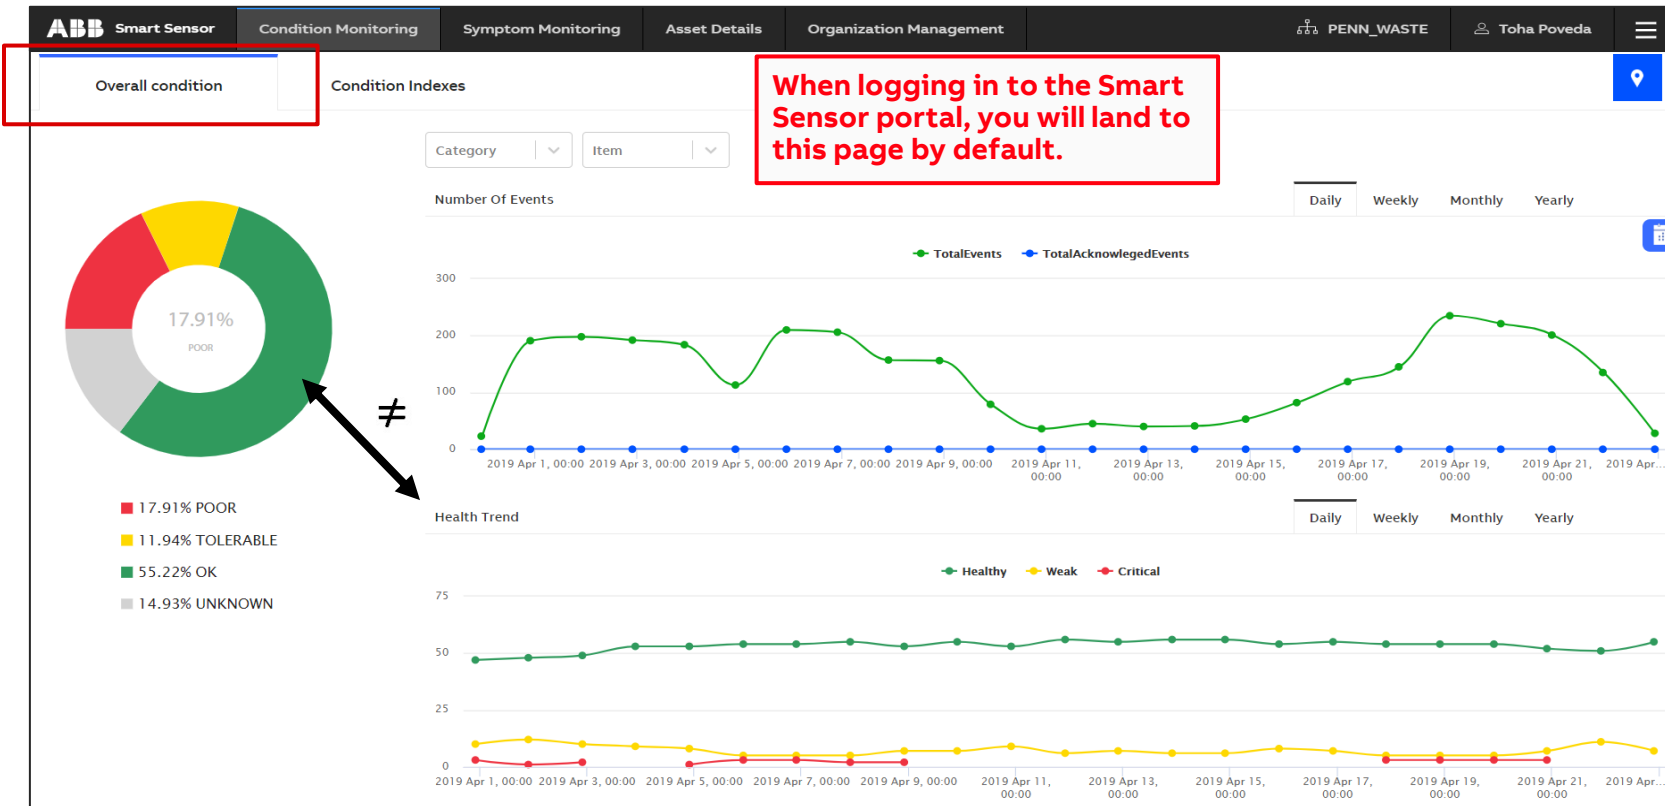 ABB Smart Sensor Condition Monitoring Symptom Monitoring Asset Details Organization Management PENN_WASTE Toha Poveda
Overall condition Condition Indexes
When logging in to the Smart
Sensor portal, you will land to
this page by default.
Category Item
Number Of Events Daily Weekly Monthly Yearly
TotalEvents TotalAcknowlegedEvents
300
200
100
0
2019 Apr 1, 00:00 2019 Apr 3, 00:00 2019 Apr 5, 00:00 2019 Apr 7, 00:00 2019 Apr 9, 00:00 2019 Apr 11, 2019 Apr 13, 2019 Apr 15, 2019 Apr 17, 2019 Apr 19, 2019 Apr 21, 2019 Apr...
00:00 00:00 00:00 00:00 00:00 00:00
17.91%
POOR
≠
17.91% POOR
11.94% TOLERABLE
55.22% OK
14.93% UNKNOWN
Health Trend Daily Weekly Monthly Yearly
Healthy Weak Critical
75
50
25
0
2019 Apr 1, 00:00 2019 Apr 3, 00:00 2019 Apr 5, 00:00 2019 Apr 7, 00:00 2019 Apr 9, 00:00 2019 Apr 11, 2019 Apr 13, 2019 Apr 15, 2019 Apr 17, 2019 Apr 19, 2019 Apr 21, 2019 Apr...
00:00 00:00 00:00 00:00 00:00 00:00